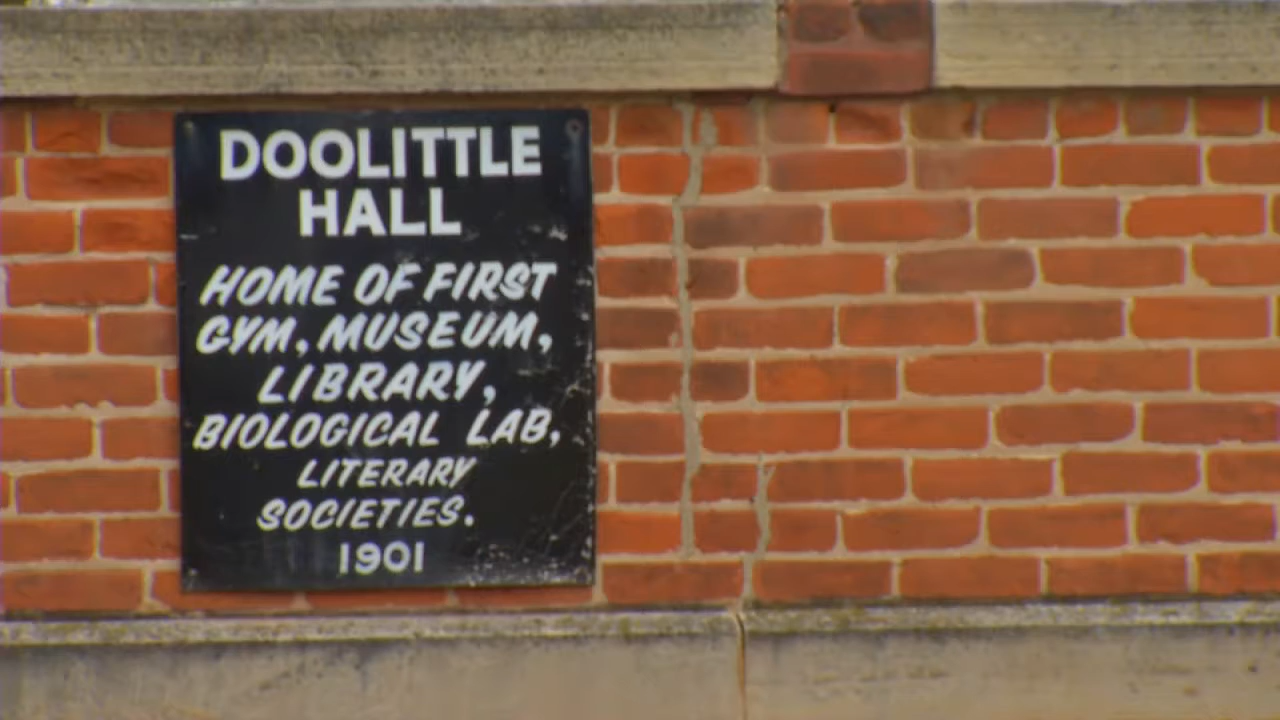 DOOLITTLE
HALL
HOME OF FIRST
GYM, MUSEUM,
LIBRARY,
BIOLOGICAL LAB,
LITERARY
SOCIETIES.
1901